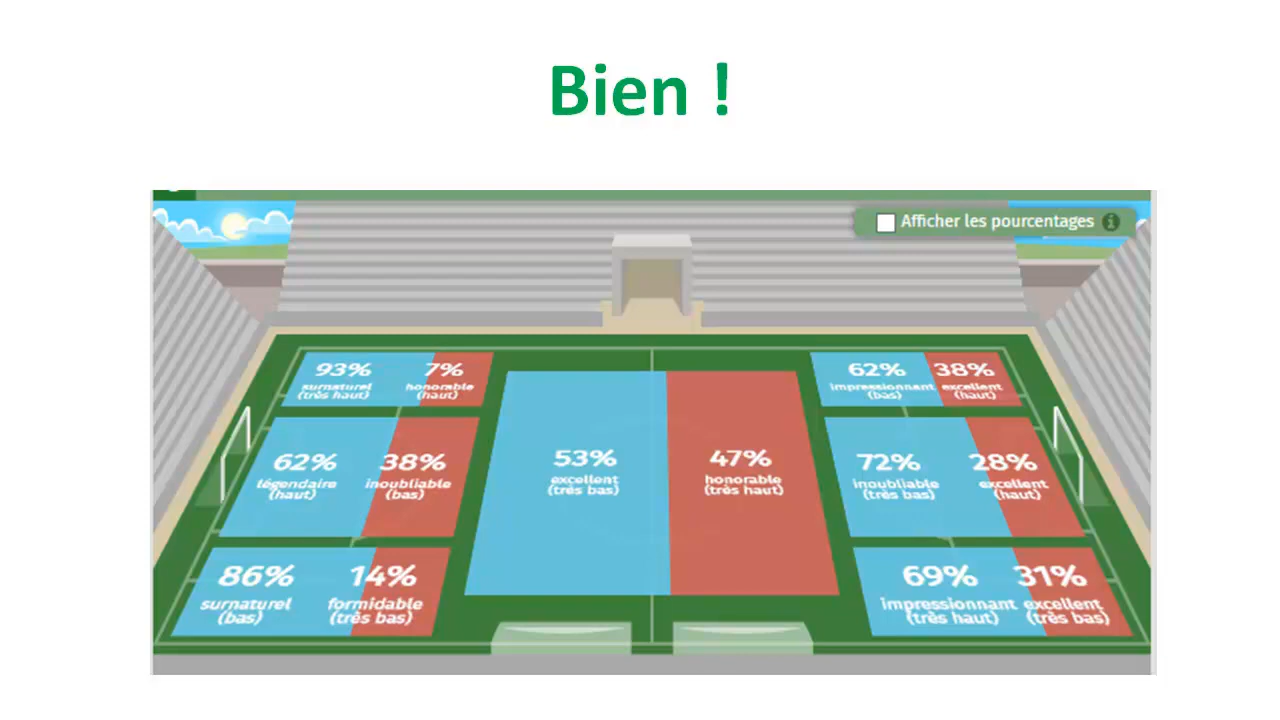 Bien !
Afficher les pourcentages
93% 7%
surnaturel honorable
(très haut) (haut)
62% 38%
légendaire inoubliable
(haut) (bas)
86% 14%
surnaturel formidable
(bas) (très bas)
53% 47%
excellent honorable
(très bas) (très haut)
62% 38%
impressionnant excellent
(bas) (haut)
72% 28%
inoubliable excellent
(très bas) (haut)
69% 31%
impressionnant excellent
(très haut) (très bas)